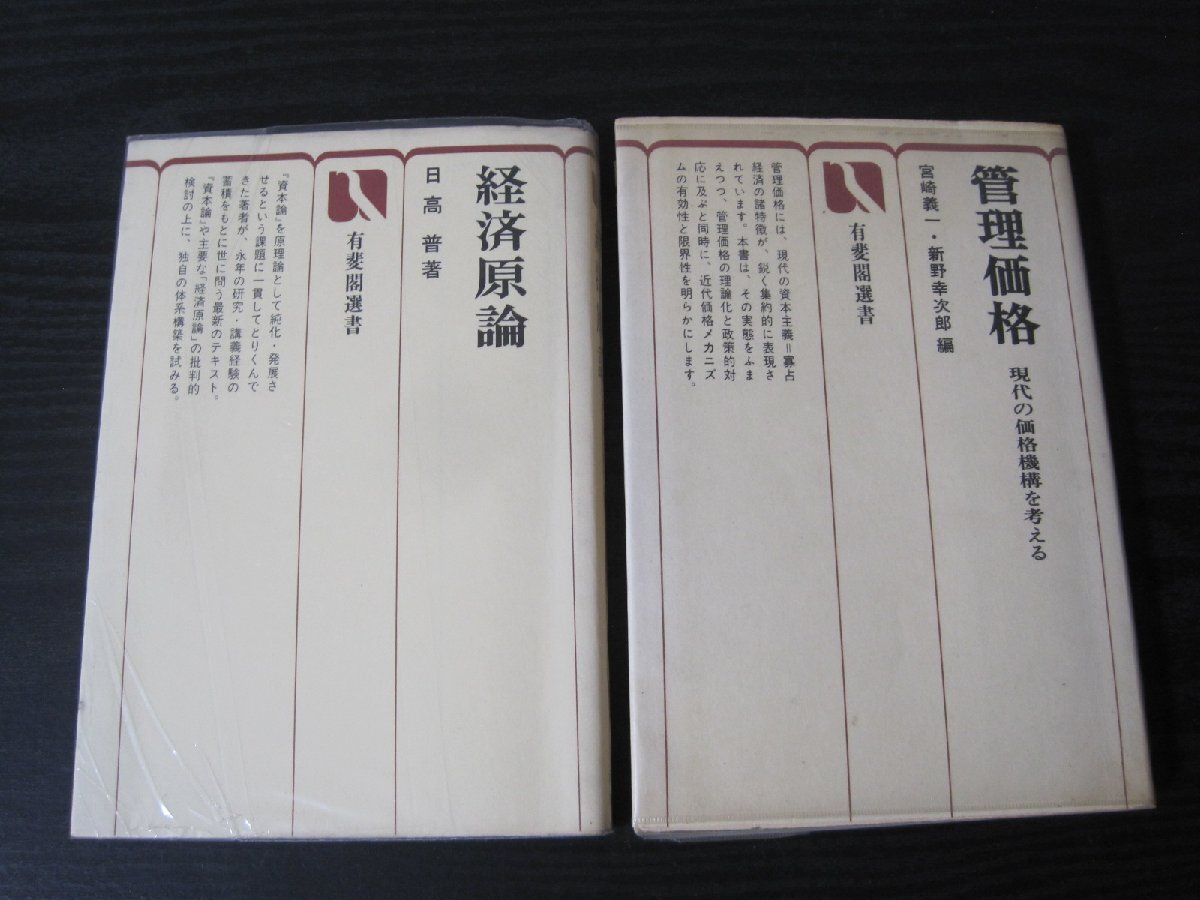 経済原論
日高 普著
有斐閣選書
『資本論』を原理論として純化・発展さ
せるという課題に一貫してとりくんで
きた著者が、永年の研究・講義経験の
蓄積をもとに世に問う最新のテキスト。
『資本論』や主要な「経済原論」の批判的
検討の上に、独自の体系構築を試みる。
管理価格
現代の価格機構を考える
宮崎義一・新野幸次郎 編
有斐閣選書
管理価格には、現代の資本主義＝寡占
経済の諸特徴が、鋭く集約的に表現さ
れています。本書は、その実態をふま
えつつ、管理価格の理論化と政策的対
応に及ぶと同時に、近代価格メカニズ
ムの有効性と限界性を明らかにします。